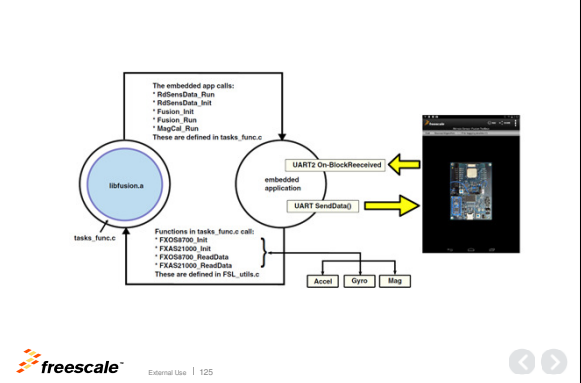 The embedded app calls:
* RdSensData_Run
* RdSensData_Init
* Fusion_Init
* Fusion_Run
* MagCal_Run
These are defined in tasks_func.c
libfusion.a
tasks_func.c
UART2 On-BlockReeceived
embedded
application
UART SendData()
freescale
Functions in tasks_func.c call:
* FXOS8700_Init
* FXAS21000_Init
* FXOS8700_ReadData
* FXAS21000_ReadData
These are defined in FSL_utils.c
Accel
Gyro
Mag
freescale™
External Use | 125